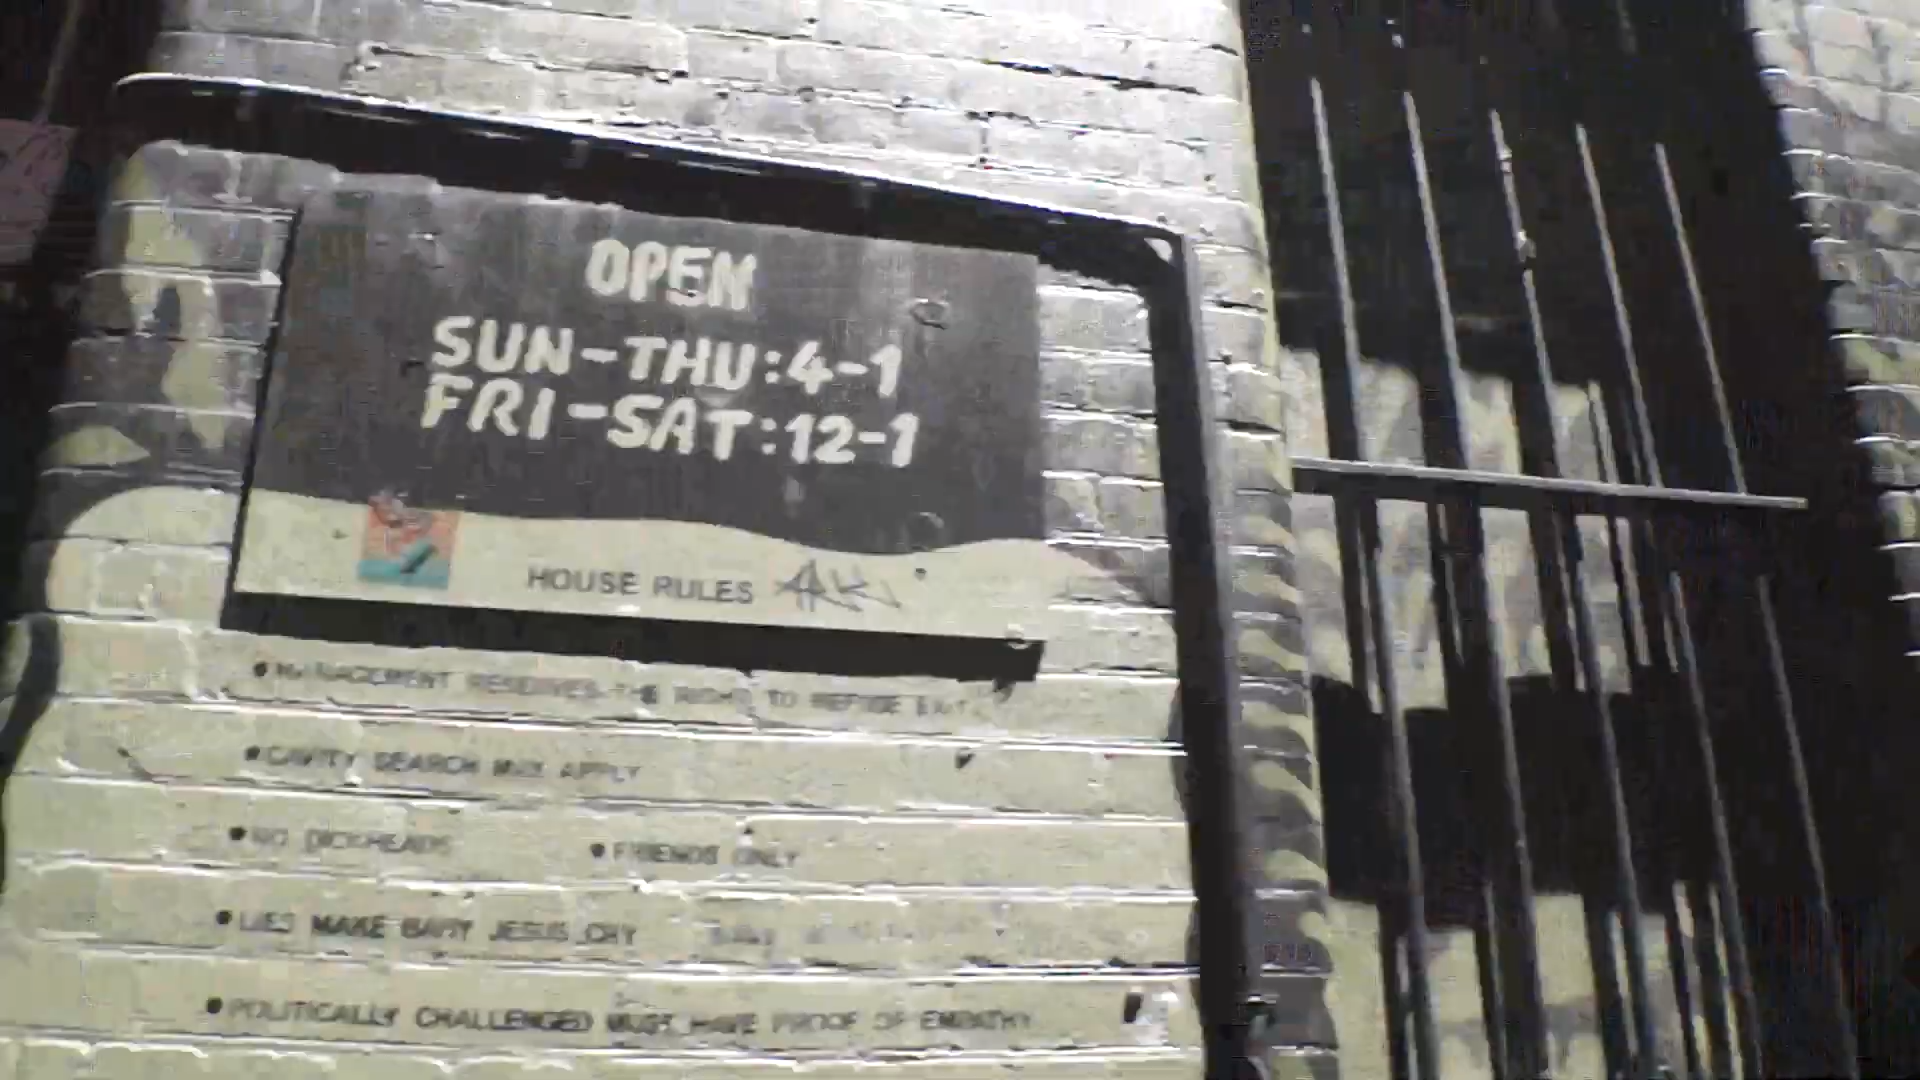 OPEN
SUN-THU:4-1
FRI-SAT:12-1
HOUSE RULES
• MANAGEMENT RESERVES THE RIGHT TO REFUSE EXIT
• CAVITY SEARCH MAY APPLY
• NO DICKHEADS • FRIENDS ONLY
• LIES MAKE BABY JESUS CRY
• POLITICALLY CHALLENGED MUST HAVE PROOF OF EMPATHY